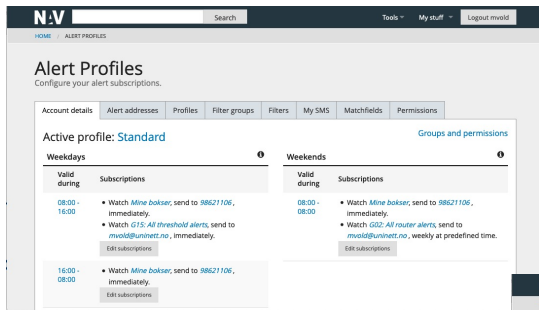 NAV
Search
Tools
My stuff
Logout mvold
HOME / ALERT PROFILES
Alert Profiles
Configure your alert subscriptions.
Account details
Alert addresses
Profiles
Filter groups
Filters
My SMS
Matchfields
Permissions
Active profile: Standard
Groups and permissions
Weekdays
Valid during
Subscriptions
08:00 -
16:00
• Watch Mine bokser, send to 98621106 ,
immediately.
• Watch G15: All threshold alerts, send to
mvold@uninett.no , immediately.
Edit subscriptions
16:00 -
08:00
• Watch Mine bokser, send to 98621106 ,
immediately.
Edit subscriptions
Weekends
Valid during
Subscriptions
08:00 -
08:00
• Watch Mine bokser, send to 98621106 ,
immediately.
• Watch G02: All router alerts, send to
mvold@uninett.no , weekly at predefined time.
Edit subscriptions